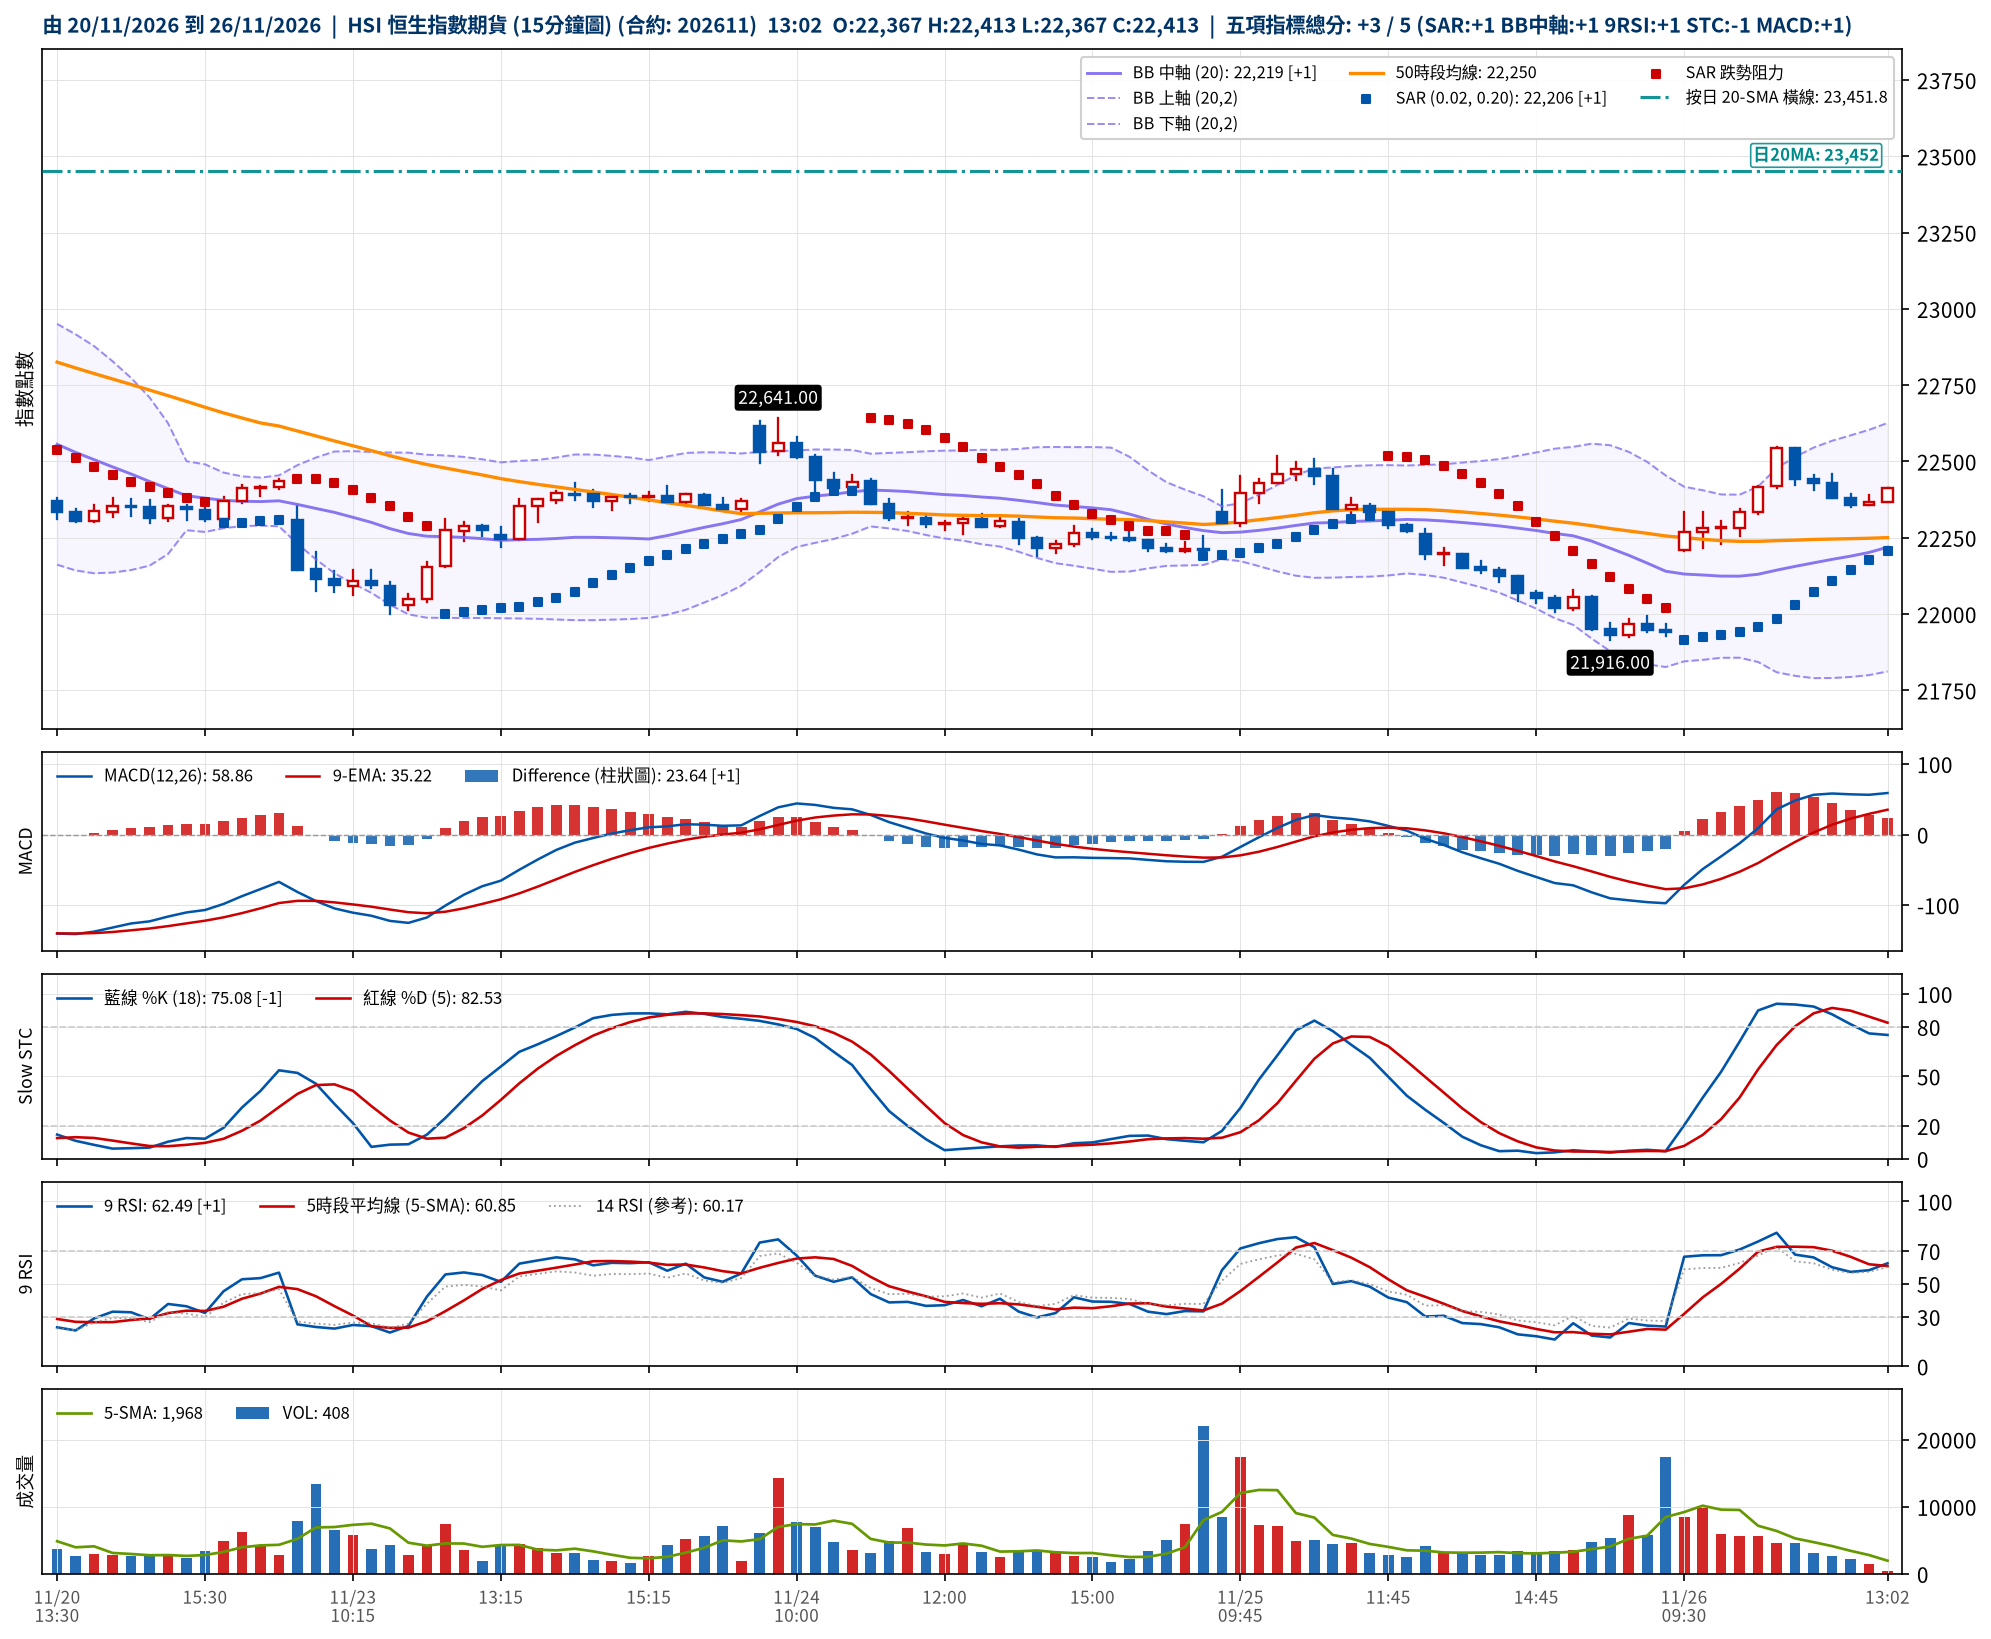 由 20/11/2026 到 26/11/2026 | HSI 恒生指數期貨 (15分鐘圖) (合約: 202611) 13:02 O:22,367 H:22,413 L:22,367 C:22,413 | 五項指標總分: +3 / 5 (SAR:+1 BB中軸:+1 9RSI:+1 STC:-1 MACD:+1)
BB 中軸 (20): 22,219 [+1]
BB 上軸 (20,2)
BB 下軸 (20,2)
50時段均線: 22,250
SAR (0.02, 0.20): 22,206 [+1]
SAR 跌勢阻力
按日 20-SMA 橫線: 23,451.8
日20MA: 23,452
22,641.00
21,916.00
指數點數
23750
23500
23250
23000
22750
22500
22250
22000
21750
MACD(12,26): 58.86
9-EMA: 35.22
Difference (柱狀圖): 23.64 [+1]
MACD
100
0
-100
藍線 %K (18): 75.08 [-1]
紅線 %D (5): 82.53
Slow STC
100
80
50
20
0
9 RSI: 62.49 [+1]
5時段平均線 (5-SMA): 60.85
14 RSI (參考): 60.17
9 RSI
100
70
50
30
0
5-SMA: 1,968
VOL: 408
成交量
20000
10000
0
11/20
13:30
15:30
11/23
10:15
13:15
15:15
11/24
10:00
12:00
15:00
11/25
09:45
11:45
14:45
11/26
09:30
13:02